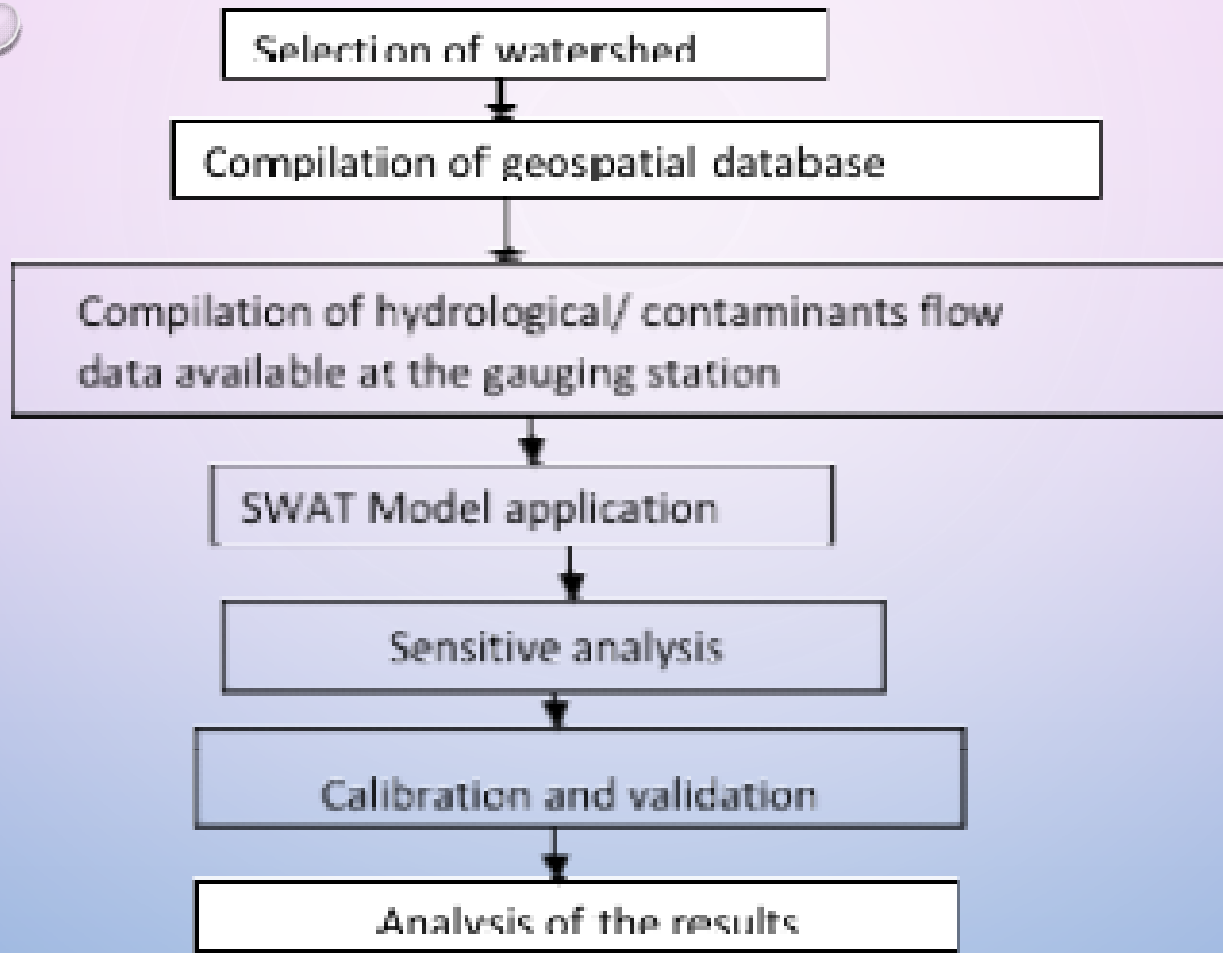 Selection of watershed
Compilation of geospatial database
Compilation of hydrological/ contaminants flow
data available at the gauging station
SWAT Model application
Sensitive analysis
Calibration and validation
Analysis of the results